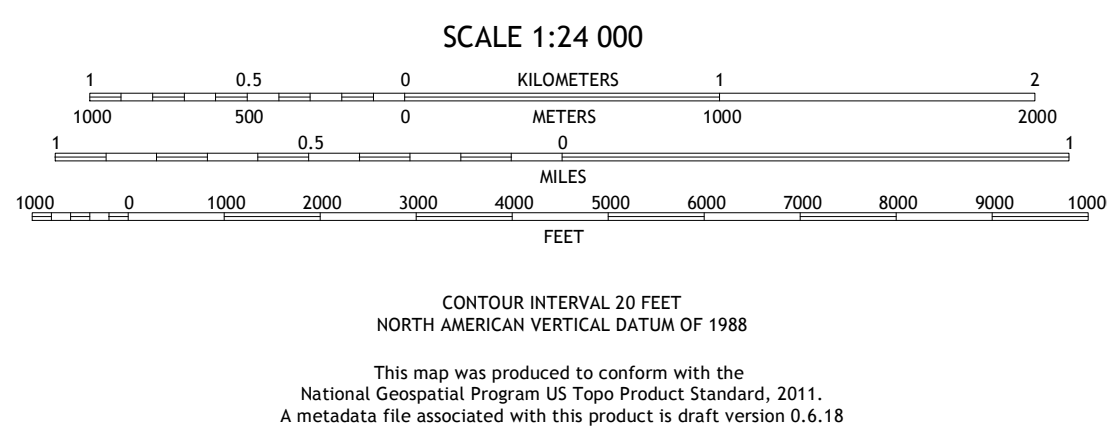 SCALE 1:24 000
1 0.5 0 KILOMETERS 1 2
1000 500 0 METERS 1000 2000
1 0.5 0 1
MILES
1000 0 1000 2000 3000 4000 5000 6000 7000 8000 9000 1000
FEET
CONTOUR INTERVAL 20 FEET
NORTH AMERICAN VERTICAL DATUM OF 1988
This map was produced to conform with the
National Geospatial Program US Topo Product Standard, 2011.
A metadata file associated with this product is draft version 0.6.18